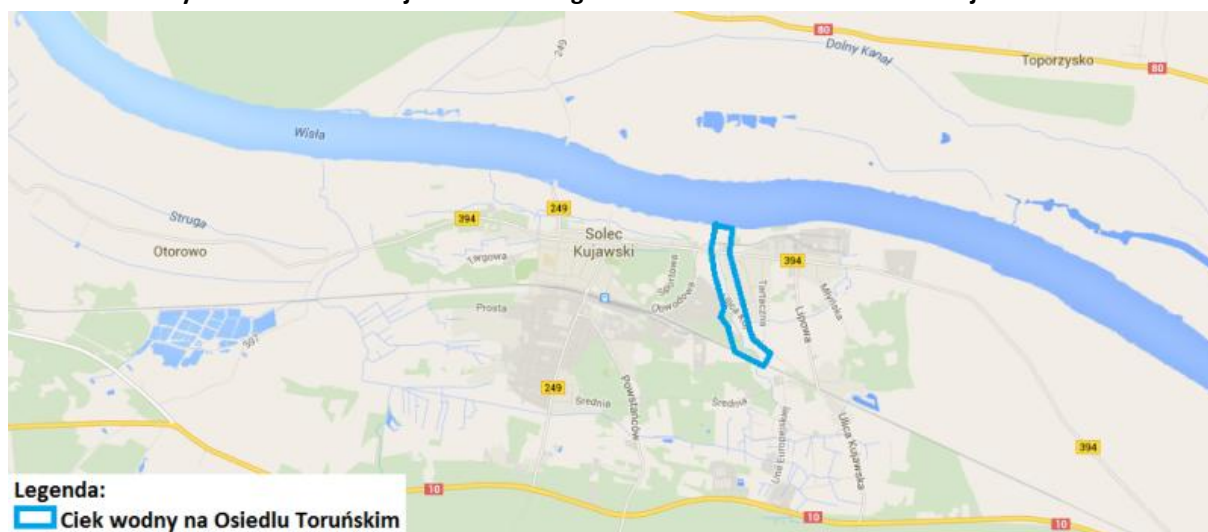 80
249
Dolny Kanał
Toporzysko
80
Wisła
249
Struga
394
Solec
Kujawski
Otorowo
Targowa
394
Sportowa
Obwodowa
Tartaczna
Prosta
Lipowa
Młyńska
397
249
Średnia
Powstańców
Średnia
Unii Europejskiej
Ulica Kujawska
394
10
10
10
Legenda:
Ciek wodny na Osiedlu Toruńskim